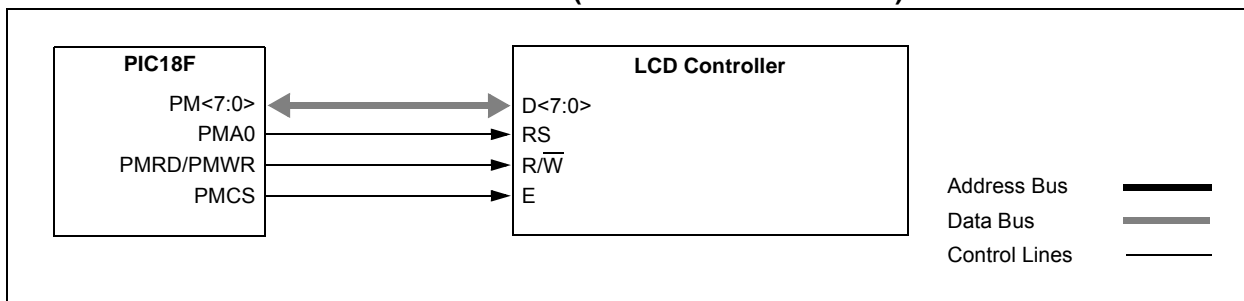 PIC18F
LCD Controller
PM<7:0>
D<7:0>
PMA0
RS
PMRD/PMWR
R/W̅
PMCS
E
Address Bus
Data Bus
Control Lines